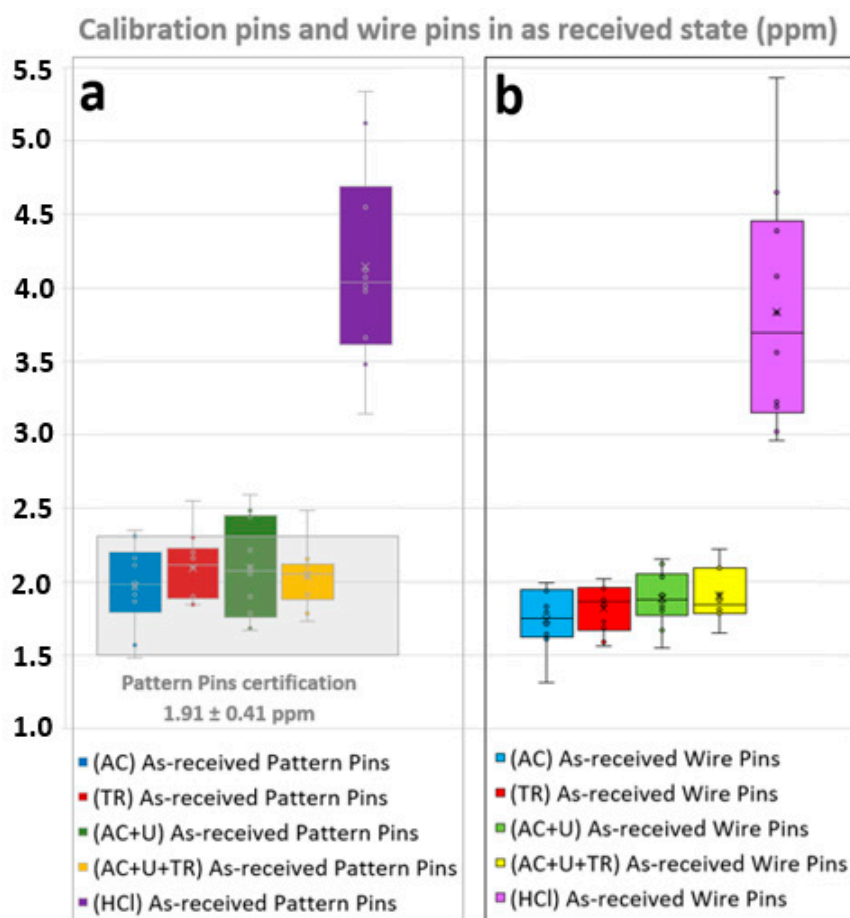 Calibration pins and wire pins in as received state (ppm)
a
b
5.5
5.0
4.5
4.0
3.5
3.0
2.5
2.0
1.5
1.0
Pattern Pins certification
1.91 ± 0.41 ppm
(AC) As-received Pattern Pins
(TR) As-received Pattern Pins
(AC+U) As-received Pattern Pins
(AC+U+TR) As-received Pattern Pins
(HCl) As-received Pattern Pins
(AC) As-received Wire Pins
(TR) As-received Wire Pins
(AC+U) As-received Wire Pins
(AC+U+TR) As-received Wire Pins
(HCl) As-received Wire Pins